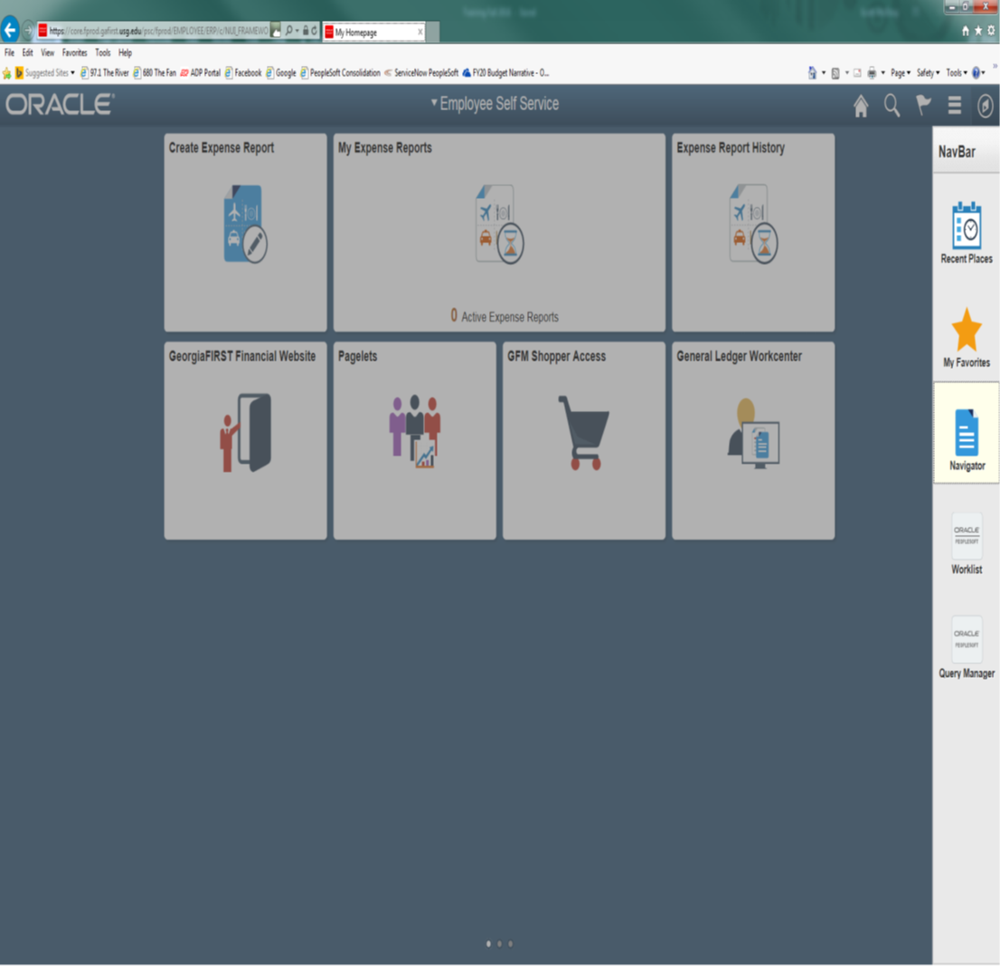 https://core.fprod.gafirst.usg.edu/psc/fprod/EMPLOYEE/ERP/c/NUI_FRAMEWO
My Homepage
File Edit View Favorites Tools Help
Suggested Sites 97.1 The River 680 The Fan ADP Portal Facebook Google PeopleSoft Consolidation ServiceNow PeopleSoft FY20 Budget Narrative - O...
Page Safety Tools
ORACLE
Employee Self Service
NavBar
Create Expense Report
My Expense Reports
Expense Report History
0 Active Expense Reports
GeorgiaFIRST Financial Website
Pagelets
GFM Shopper Access
General Ledger Workcenter
Recent Places
My Favorites
Navigator
ORACLE
PEOPLESOFT
Worklist
ORACLE
PEOPLESOFT
Query Manager